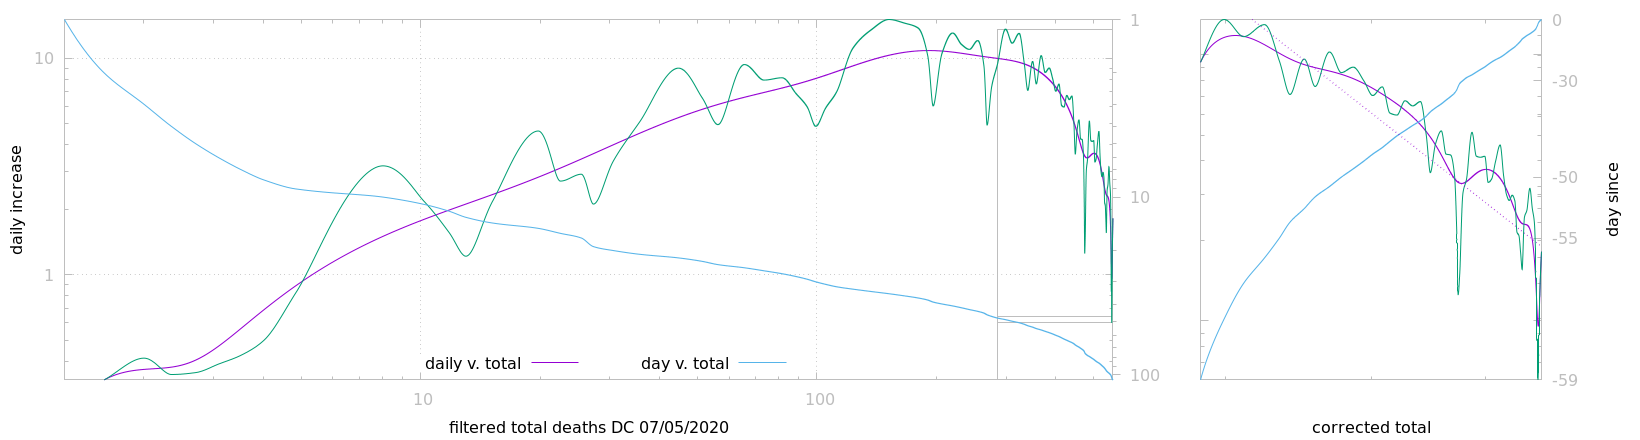 daily increase
10
1
1
10
100
daily v. total
day v. total
10
100
filtered total deaths DC 07/05/2020
0
-30
-50
-55
-59
day since
corrected total